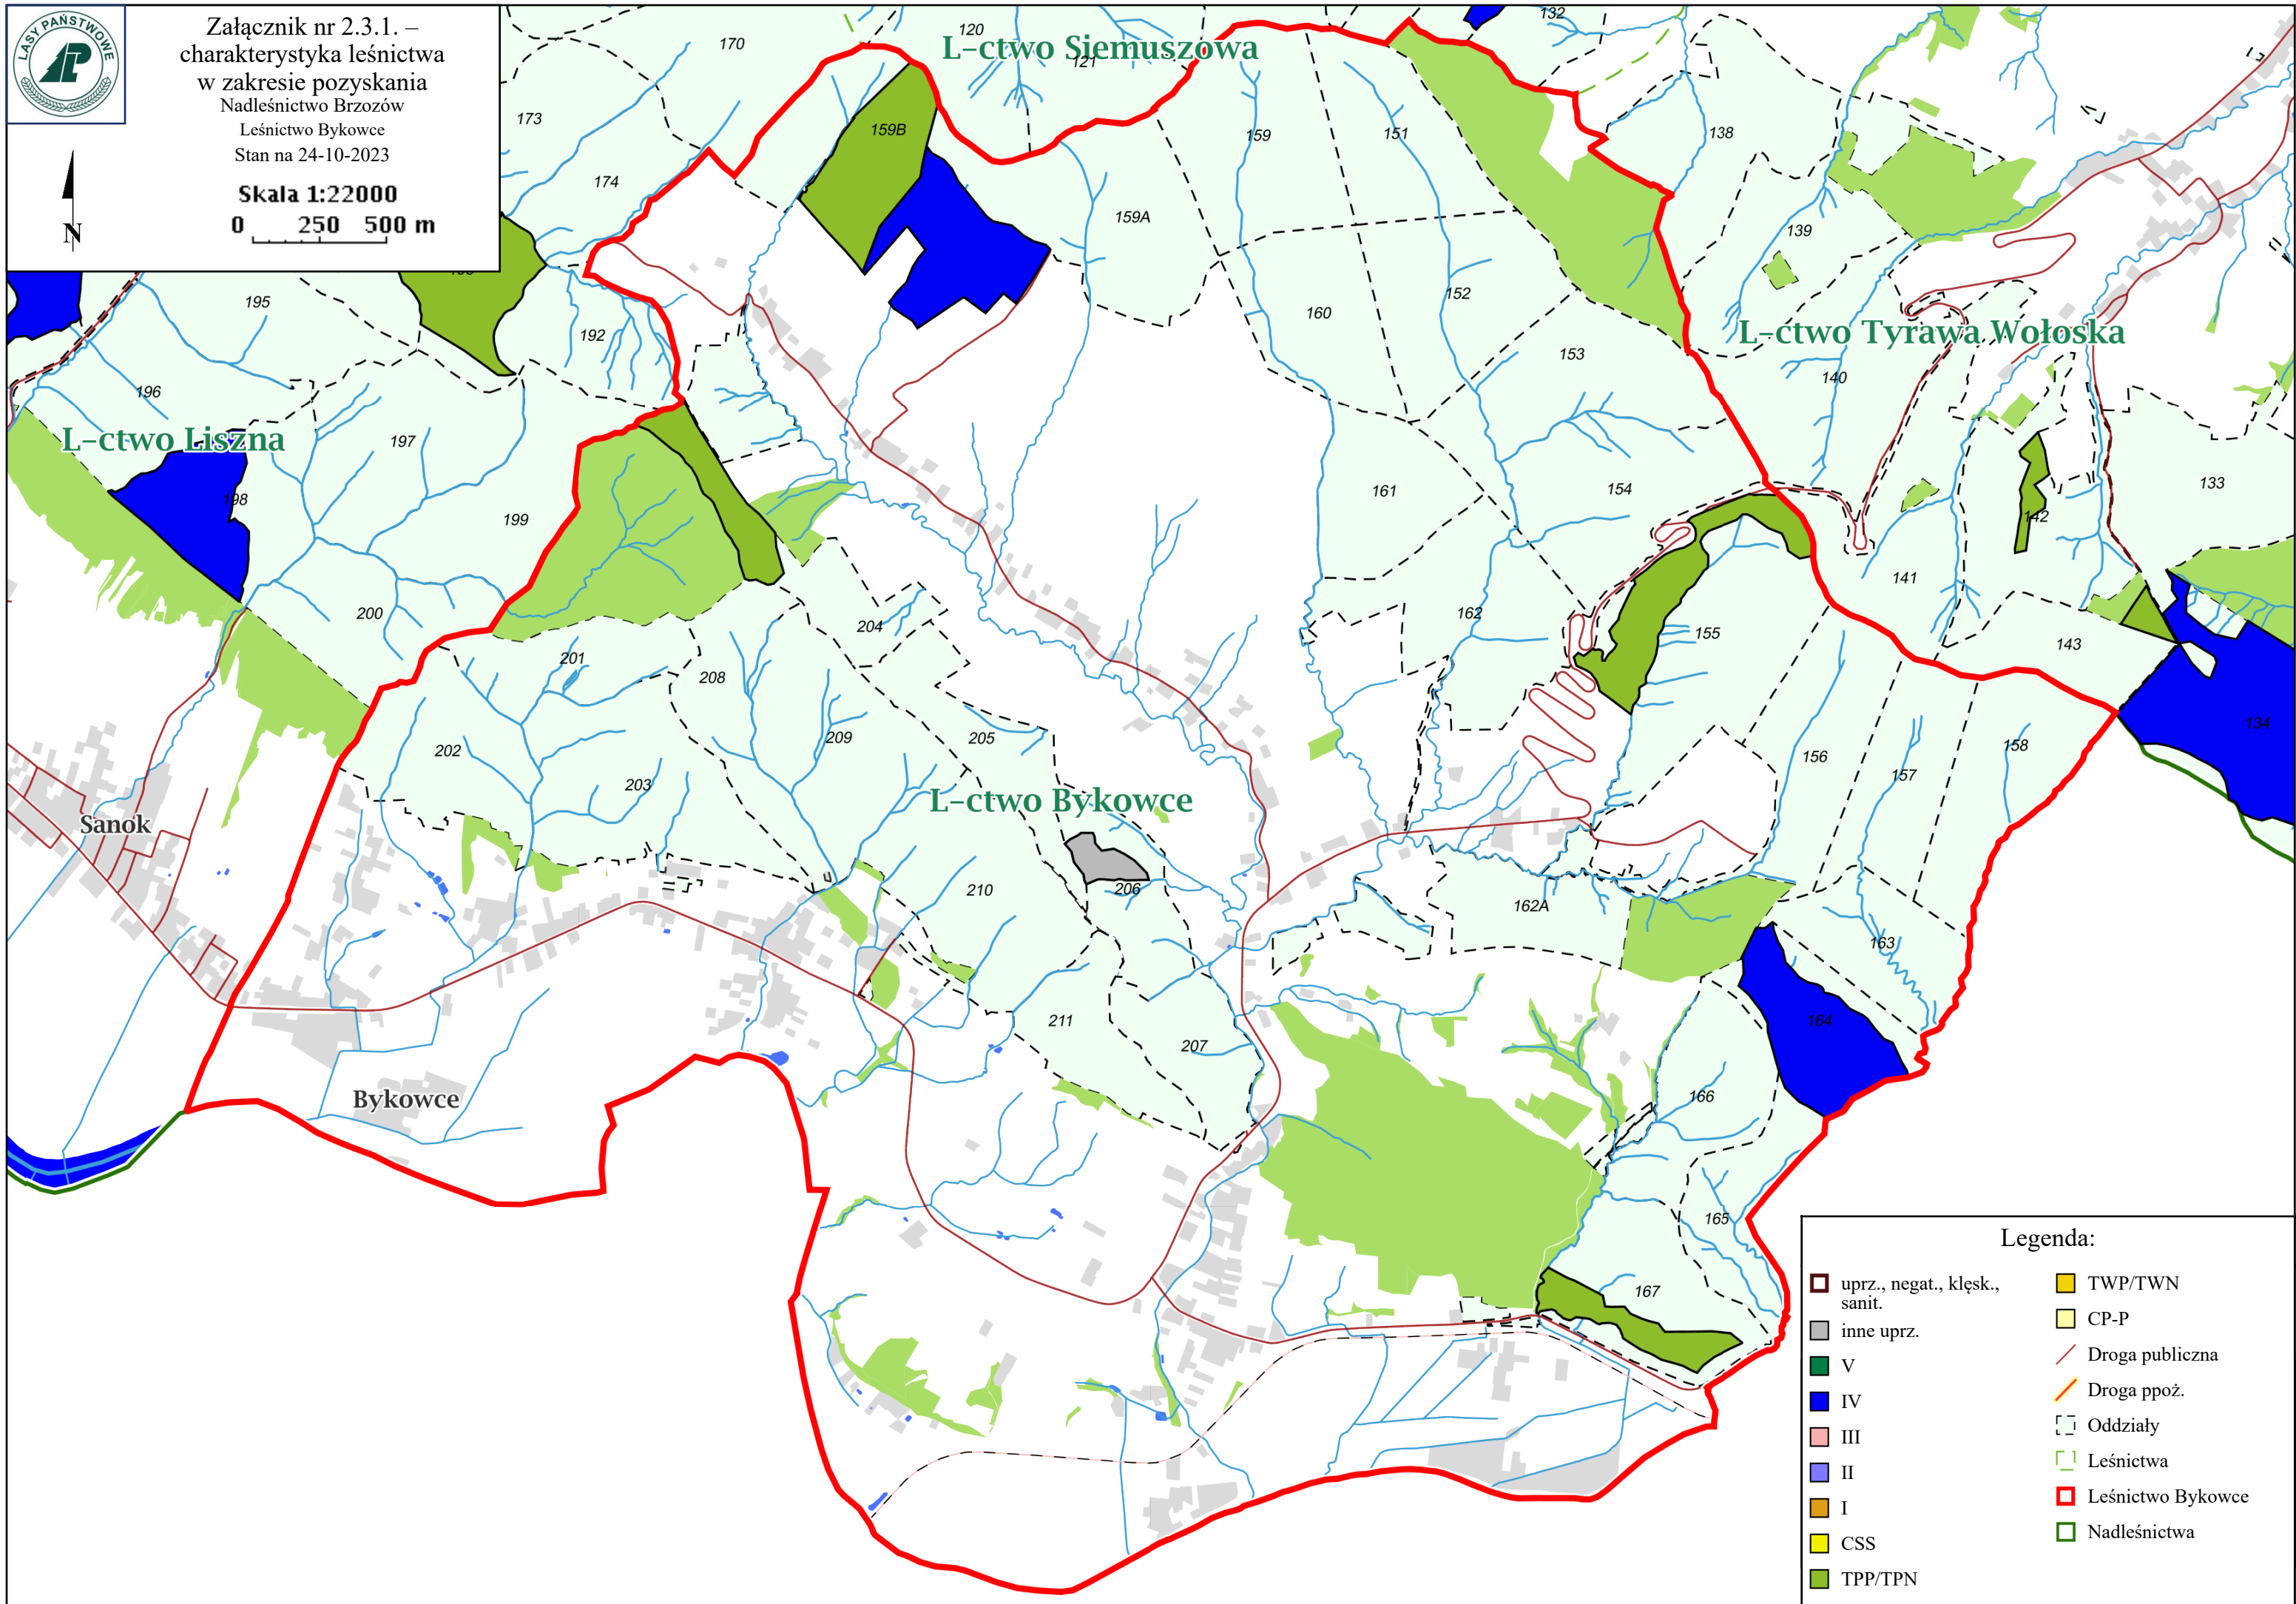 LASY PAŃSTWOWE
Załącznik nr 2.3.1. –
charakterystyka leśnictwa
w zakresie pozyskania
Nadleśnictwo Brzozów
Leśnictwo Bykowce
Stan na 24-10-2023
Skala 1:22000
0 250 500 m
N
170
120
L-ctwo Siemuszowa
121
132
173
159B
159
151
138
174
159A
139
195
192
160
152
L-ctwo Tyrawa Wołoska
153
140
196
L-ctwo Liszna
197
198
199
161
154
133
142
141
200
204
162
155
143
201
208
202
209
205
156
158
134
203
157
L-ctwo Bykowce
Sanok
210
206
162A
163
211
164
207
Bykowce
166
165
167
Legenda:
uprz., negat., klęsk.,
sanit.
inne uprz.
V
IV
III
II
I
CSS
TPP/TPN
TWP/TWN
CP-P
Droga publiczna
Droga ppoż.
Oddziały
Leśnictwa
Leśnictwo Bykowce
Nadleśnictwa